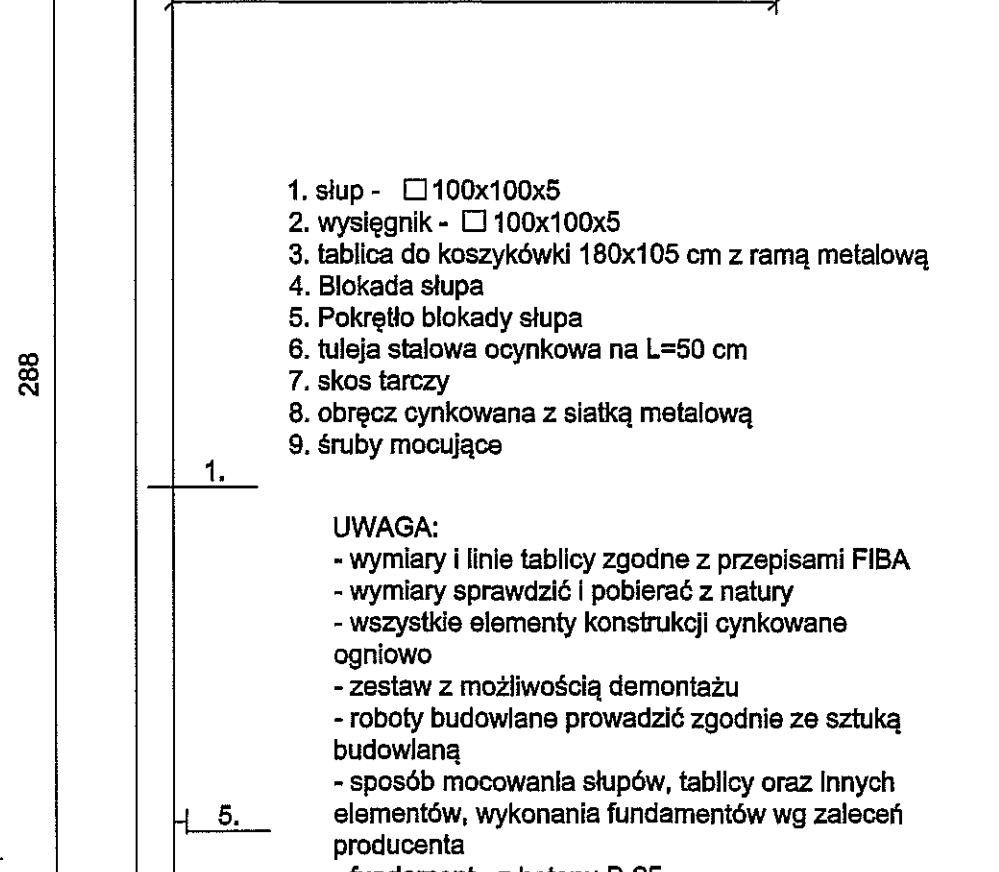 1. słup - □ 100x100x5
2. wysięgnik - □ 100x100x5
3. tablica do koszykówki 180x105 cm z ramą metalową
4. Blokada słupa
5. Pokrętło blokady słupa
6. tuleja stalowa ocynkowa na L=50 cm
7. skos tarczy
8. obręcz cynkowana z siatką metalową
9. śruby mocujące
288
1.
UWAGA:
- wymiary i linie tablicy zgodne z przepisami FIBA
- wymiary sprawdzić i pobierać z natury
- wszystkie elementy konstrukcji cynkowane
ogniowo
- zestaw z możliwością demontażu
- roboty budowlane prowadzić zgodnie ze sztuką
budowlaną
- sposób mocowania słupów, tablicy oraz innych
elementów, wykonania fundamentów wg zaleceń
producenta
5.